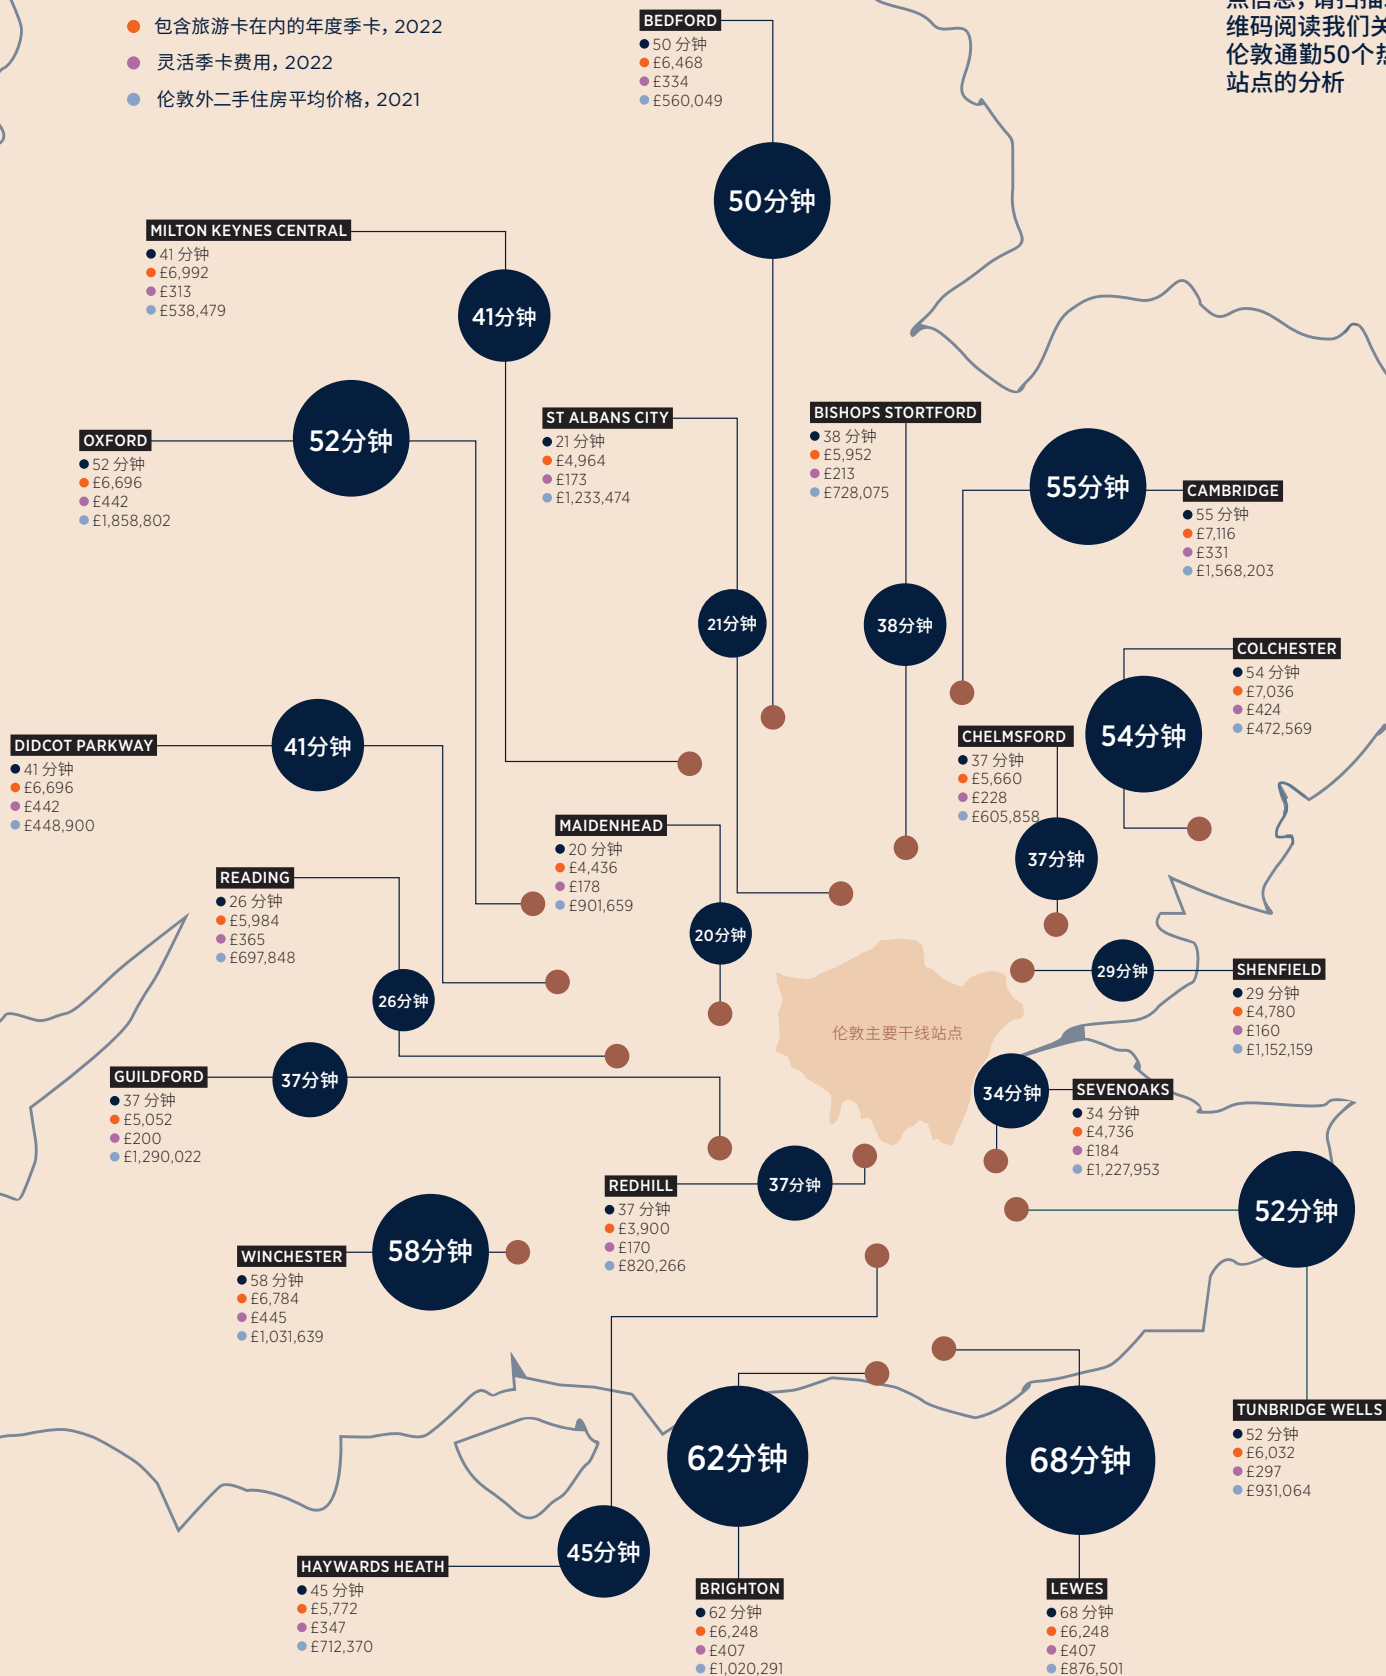 包含旅游卡在内的年度季卡，2022
灵活季卡费用，2022
伦敦外二手住房平均价格，2021
点信息，请扫描
维码阅读我们关
伦敦通勤50个热
站点的分析
BEDFORD
50 分钟
£6,468
£334
£560,049
50分钟
MILTON KEYNES CENTRAL
41 分钟
£6,992
£313
£538,479
41分钟
OXFORD
52 分钟
£6,696
£442
£1,858,802
52分钟
ST ALBANS CITY
21 分钟
£4,964
£173
£1,233,474
21分钟
BISHOPS STORTFORD
38 分钟
£5,952
£213
£728,075
38分钟
55分钟
CAMBRIDGE
55 分钟
£7,116
£331
£1,568,203
COLCHESTER
54 分钟
£7,036
£424
£472,569
54分钟
DIDCOT PARKWAY
41 分钟
£6,696
£442
£448,900
41分钟
CHELMSFORD
37 分钟
£5,660
£228
£605,858
37分钟
MAIDENHEAD
20 分钟
£4,436
£178
£901,659
20分钟
READING
26 分钟
£5,984
£365
£697,848
26分钟
29分钟
SHENFIELD
29 分钟
£4,780
£160
£1,152,159
伦敦主要干线站点
GUILDFORD
37 分钟
£5,052
£200
£1,290,022
37分钟
34分钟
SEVENOAKS
34 分钟
£4,736
£184
£1,227,953
REDHILL
37 分钟
£3,900
£170
£820,266
37分钟
52分钟
WINCHESTER
58 分钟
£6,784
£445
£1,031,639
58分钟
TUNBRIDGE WELLS
52 分钟
£6,032
£297
£931,064
62分钟
68分钟
45分钟
HAYWARDS HEATH
45 分钟
£5,772
£347
£712,370
BRIGHTON
62 分钟
£6,248
£407
£1,020,291
LEWES
68 分钟
£6,248
£407
£876,501